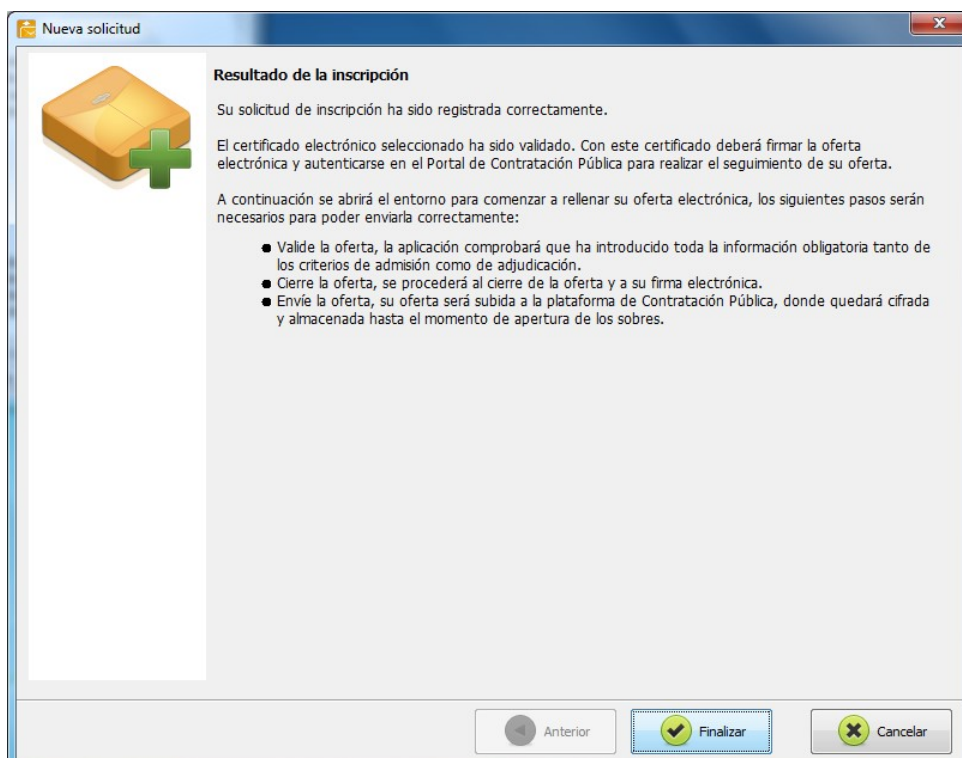 Nueva solicitud
Resultado de la inscripción
Su solicitud de inscripción ha sido registrada correctamente.
El certificado electrónico seleccionado ha sido validado. Con este certificado deberá firmar la oferta
electrónica y autenticarse en el Portal de Contratación Pública para realizar el seguimiento de su oferta.
A continuación se abrirá el entorno para comenzar a rellenar su oferta electrónica, los siguientes pasos serán
necesarios para poder enviarla correctamente:
● Valide la oferta, la aplicación comprobará que ha introducido toda la información obligatoria tanto de
los criterios de admisión como de adjudicación.
● Cierre la oferta, se procederá al cierre de la oferta y a su firma electrónica.
● Envíe la oferta, su oferta será subida a la plataforma de Contratación Pública, donde quedará cifrada
y almacenada hasta el momento de apertura de los sobres.
Anterior
Finalizar
Cancelar